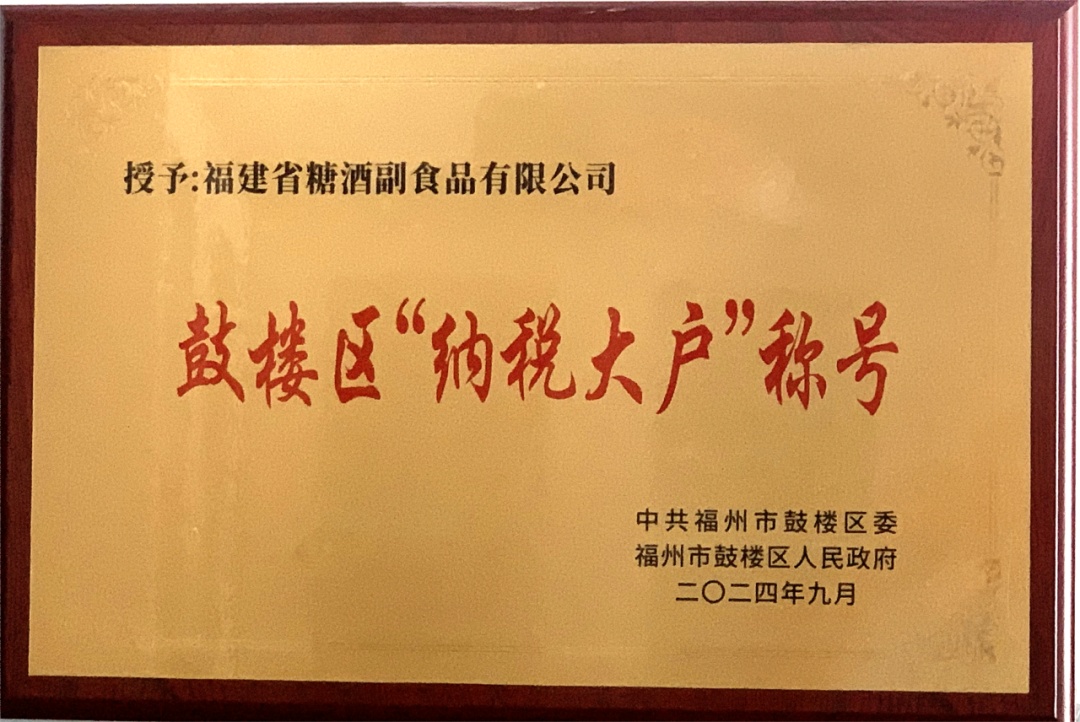 授予:福建省糖酒副食品有限公司
鼓楼区“纳税大户”称号
中共福州市鼓楼区委
福州市鼓楼区人民政府
二〇二四年九月